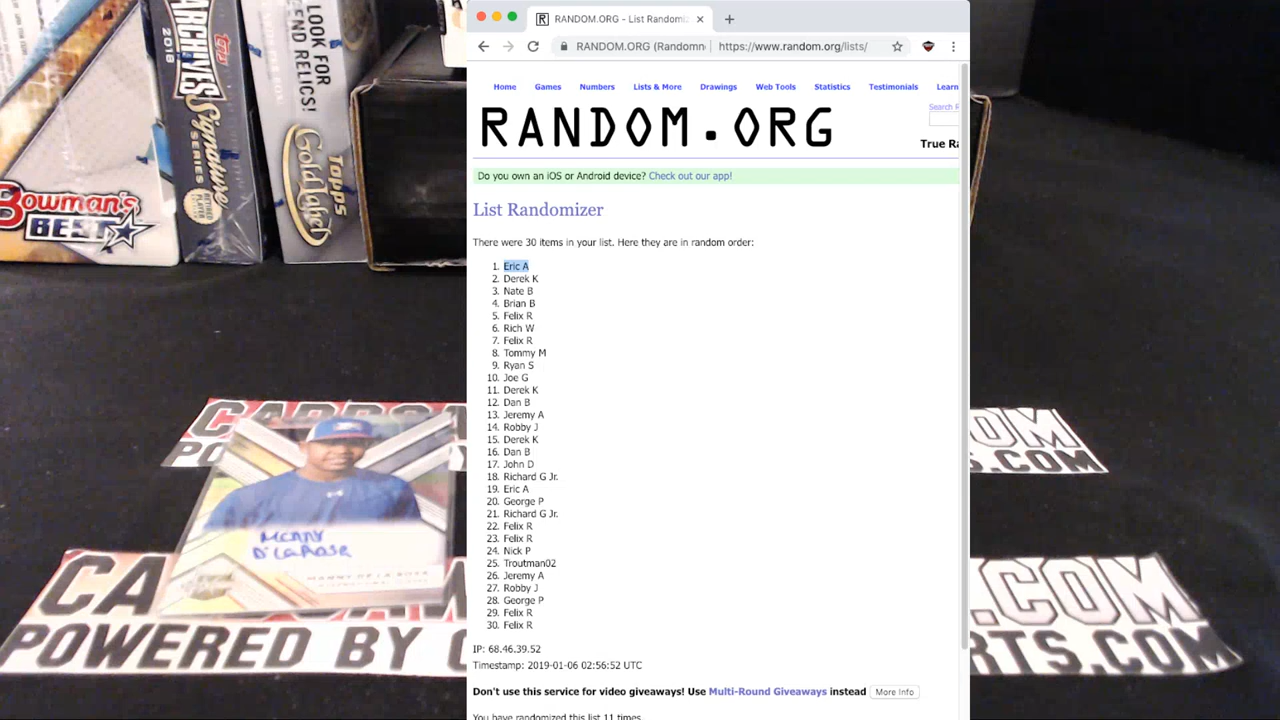 RANDOM.ORG - List Randomiz
RANDOM.ORG (Randomn
https://www.random.org/lists/
Home Games Numbers Lists & More Drawings Web Tools Statistics Testimonials Learn
Search R
RANDOM.ORG
True Ra
Do you own an iOS or Android device? Check out our app!
List Randomizer
There were 30 items in your list. Here they are in random order:
1. Eric A
2. Derek K
3. Nate B
4. Brian B
5. Felix R
6. Rich W
7. Felix R
8. Tommy M
9. Ryan S
10. Joe G
11. Derek K
12. Dan B
13. Jeremy A
14. Robby J
15. Derek K
16. Dan B
17. John D
18. Richard G Jr.
19. Eric A
20. George P
21. Richard G Jr.
22. Felix R
23. Felix R
24. Nick P
25. Troutman02
26. Jeremy A
27. Robby J
28. George P
29. Felix R
30. Felix R
IP: 68.46.39.52
Timestamp: 2019-01-06 02:56:52 UTC
Don't use this service for video giveaways! Use Multi-Round Giveaways instead
More Info
You have randomized this list 11 times
Bowman's
BEST
2018
topps
ARCHIVES
Signature
SERIES
LOOK FOR
END RELICS!
Topps
Gold Label
MANNY DE LA ROSA
POWERED BY C
OM
S.COM
.COM
RTS.COM